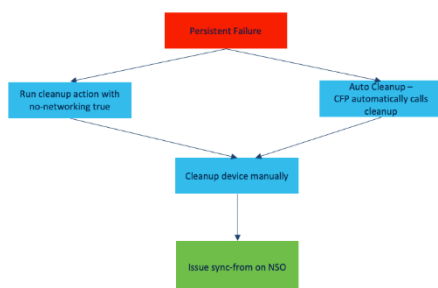 Persistent Failure
Run cleanup action with
no-networking true
Auto Cleanup –
CFP automatically calls
cleanup
Cleanup device manually
Issue sync-from on NSO